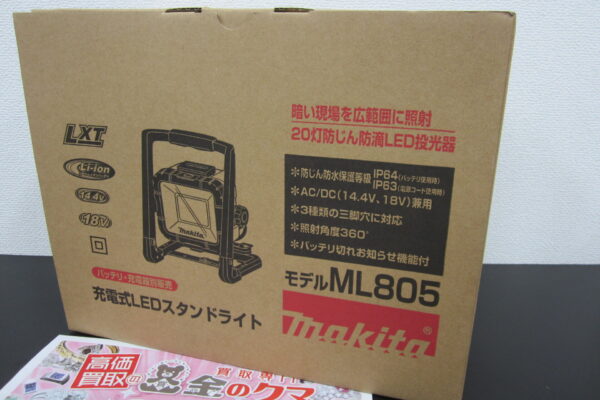 暗い現場を広範囲に照射
20灯防じん防滴LED投光器
LXT
Li-ion
14.4V
18V
makita
＊防じん防水保護等級 IP64(バッテリ使用時)
IP63(電源コード使用時)
＊AC/DC(14.4V、18V)兼用
＊3種類の三脚穴に対応
＊照射角度360°
＊バッテリ切れお知らせ機能付
バッテリ・充電器別販売
充電式LEDスタンドライト
モデルML805
makita®
高価
買取の
買取専門
金のクマ